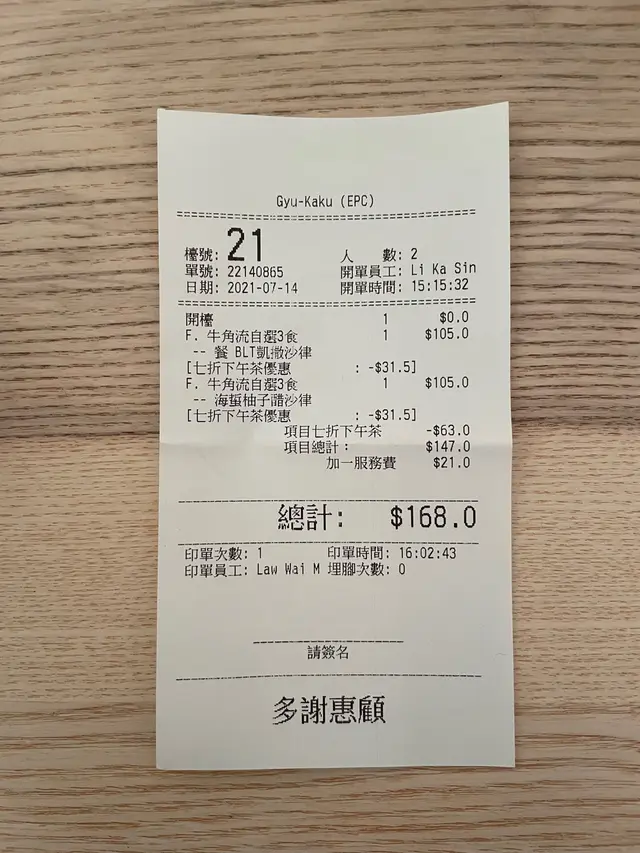 Gyu-Kaku (EPC)
檯號: 21 人 數: 2
單號: 22140865 開單員工: Li Ka Sin
日期: 2021-07-14 開單時間: 15:15:32
開檯 1 $0.0
F. 牛角流自選3食 1 $105.0
-- 餐 BLT凱撒沙律
[七折下午茶優惠 : -$31.5]
F. 牛角流自選3食 1 $105.0
-- 海蜇柚子醋沙律
[七折下午茶優惠 : -$31.5]
項目七折下午茶 -$63.0
項目總計: $147.0
加一服務費 $21.0
總計: $168.0
印單次數: 1 印單時間: 16:02:43
印單員工: Law Wai M 埋腳次數: 0
請簽名
多謝惠顧